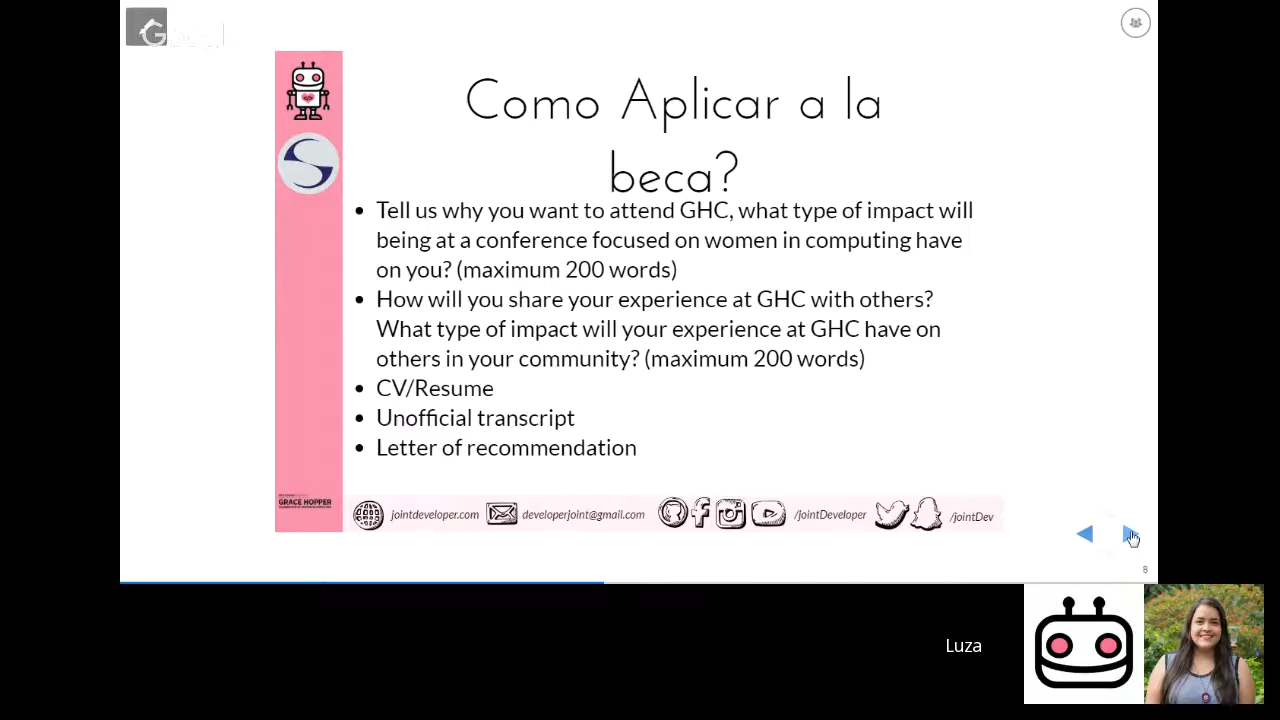 Como Aplicar a la
beca?
• Tell us why you want to attend GHC, what type of impact will
being at a conference focused on women in computing have
on you? (maximum 200 words)
• How will you share your experience at GHC with others?
What type of impact will your experience at GHC have on
others in your community? (maximum 200 words)
• CV/Resume
• Unofficial transcript
• Letter of recommendation
GRACE HOPPER
jointdeveloper.com
developerjoint@gmail.com
/jointDeveloper
/jointDev
8
Luza